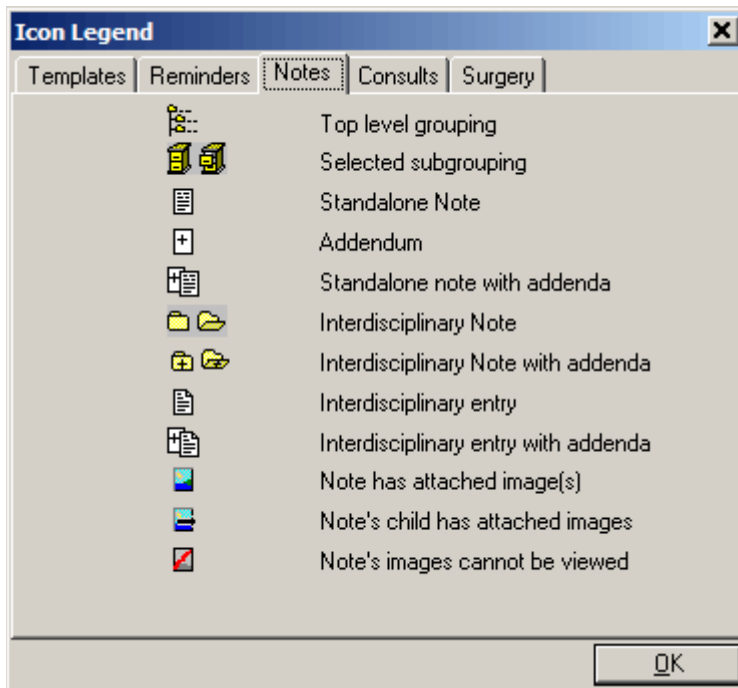 Icon Legend
Templates Reminders Notes Consults Surgery
Top level grouping
Selected subgrouping
Standalone Note
Addendum
Standalone note with addenda
Interdisciplinary Note
Interdisciplinary Note with addenda
Interdisciplinary entry
Interdisciplinary entry with addenda
Note has attached image(s)
Note's child has attached images
Note's images cannot be viewed
OK